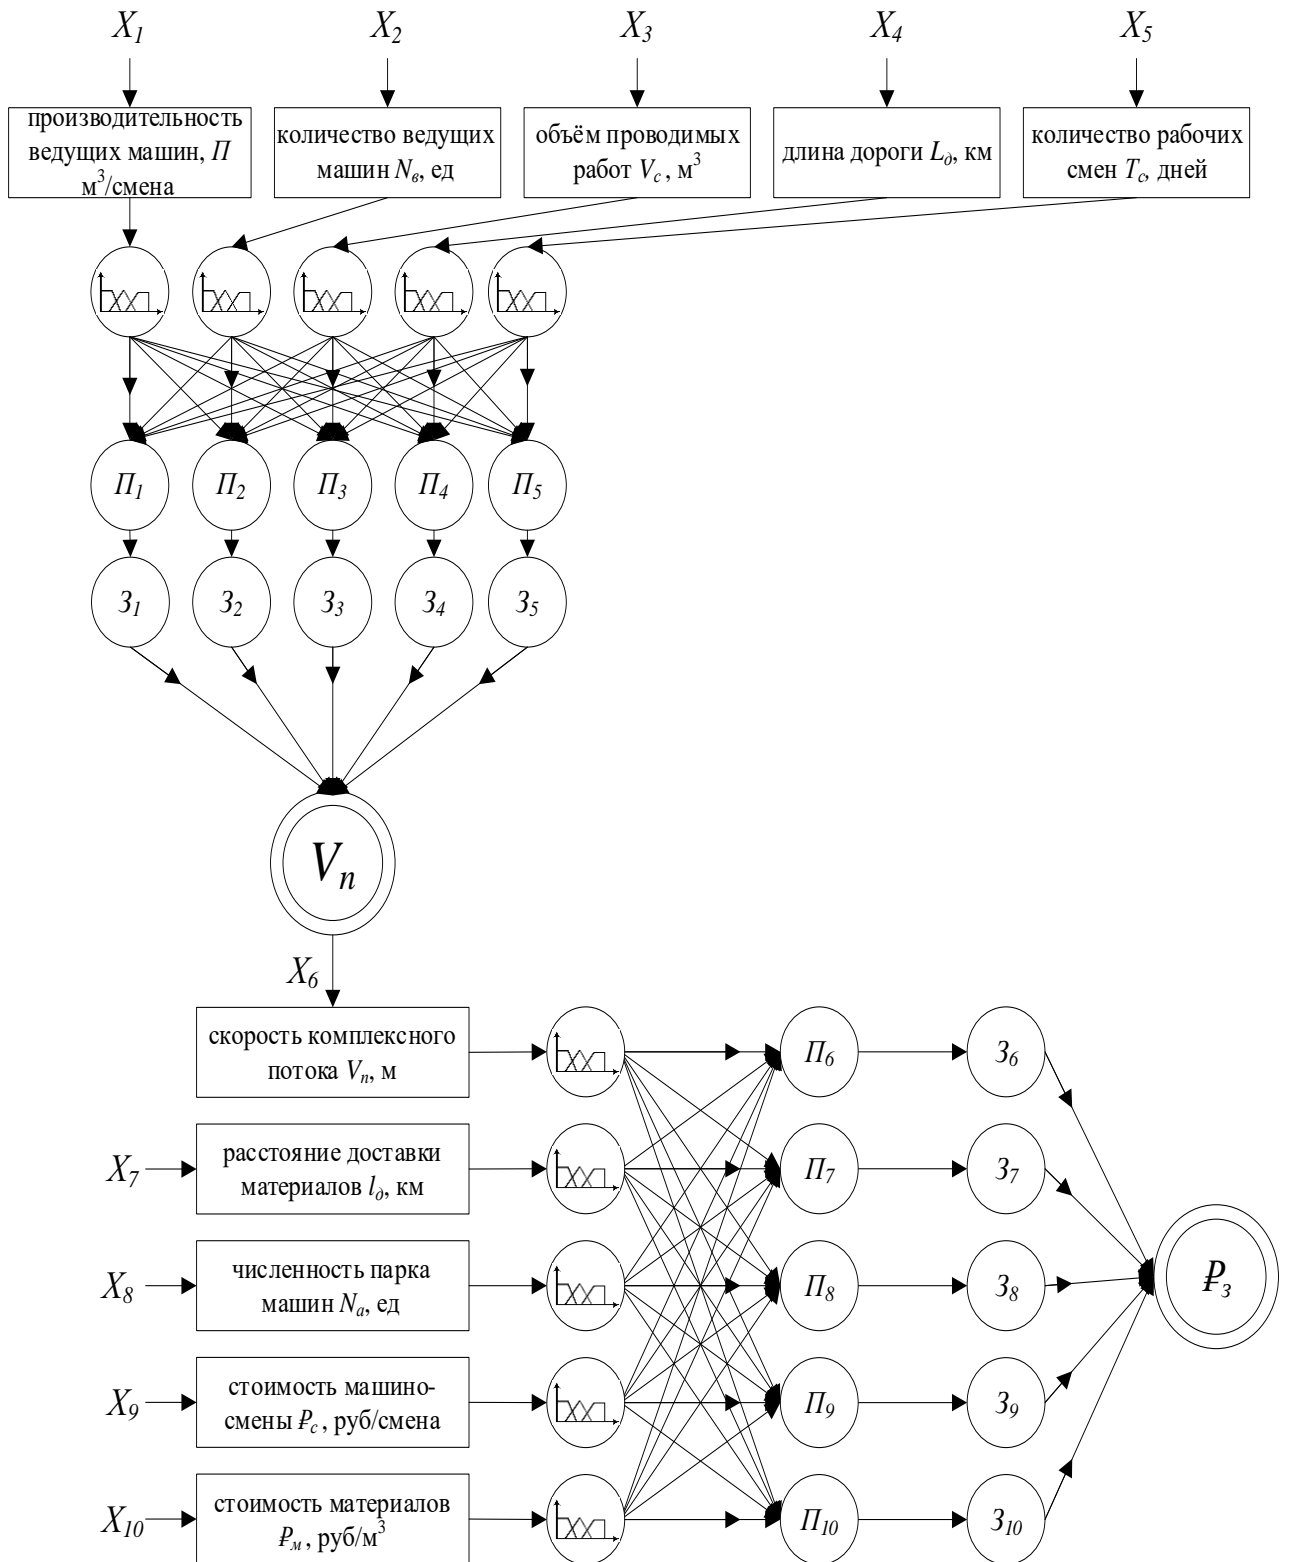 X1 X2 X3 X4 X5
производительность
ведущих машин, П
м³/смена
количество ведущих
машин Nв, ед
объём проводимых
работ Vс, м³
длина дороги Lд, км
количество рабочих
смен Tс, дней
П1 П2 П3 П4 П5
З1 З2 З3 З4 З5
Vп
X6
скорость комплексного
потока Vп, м
П6 З6
X7
расстояние доставки
материалов lд, км
П7 З7
X8
численность парка
машин Nа, ед
П8 З8
₽з
X9
стоимость машино-
смены ₽с, руб/смена
П9 З9
X10
стоимость материалов
₽м, руб/м³
П10 З10